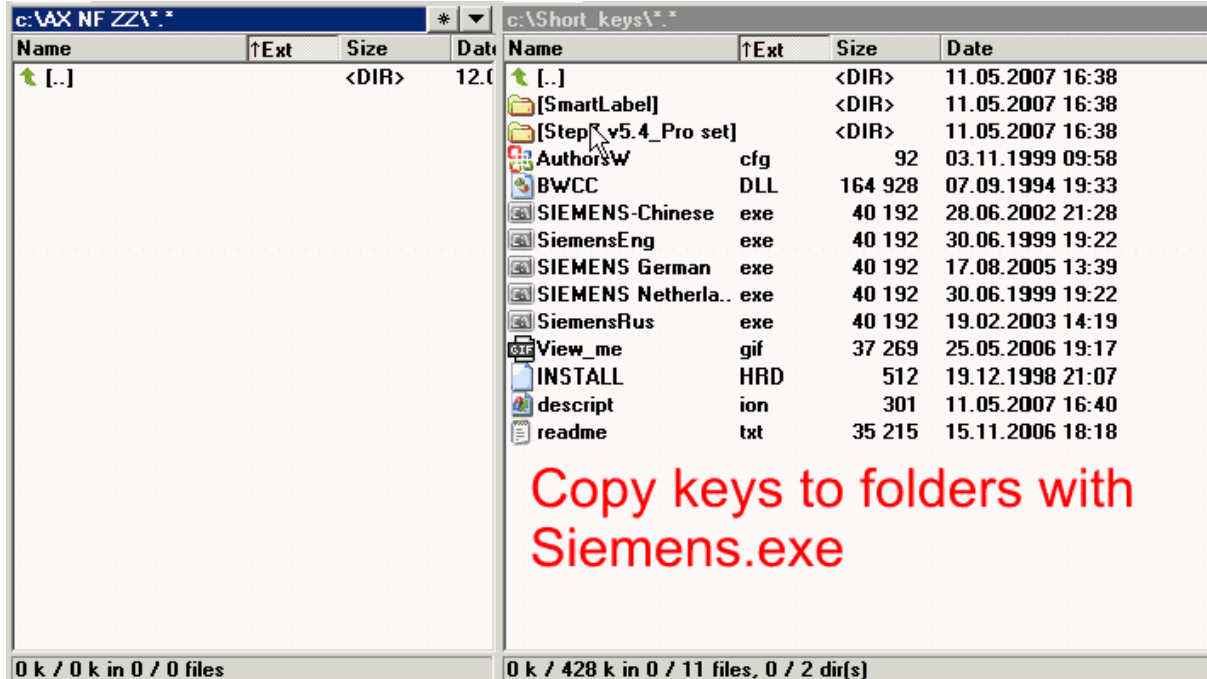 c:\AX NF ZZ\*.*
* ▼
Name ↑Ext Size Date
[..] <DIR> 12.0
0 k / 0 k in 0 / 0 files
c:\Short_keys\*.*
Name ↑Ext Size Date
[..] <DIR> 11.05.2007 16:38
[SmartLabel] <DIR> 11.05.2007 16:38
[Step7_v5.4_Pro set] <DIR> 11.05.2007 16:38
AuthorsW cfg 92 03.11.1999 09:58
BWCC DLL 164 928 07.09.1994 19:33
SIEMENS-Chinese exe 40 192 28.06.2002 21:28
SiemensEng exe 40 192 30.06.1999 19:22
SIEMENS German exe 40 192 17.08.2005 13:39
SIEMENS Netherla.. exe 40 192 30.06.1999 19:22
SiemensRus exe 40 192 19.02.2003 14:19
View_me gif 37 269 25.05.2006 19:17
INSTALL HRD 512 19.12.1998 21:07
descript ion 301 11.05.2007 16:40
readme txt 35 215 15.11.2006 18:18
Copy keys to folders with
Siemens.exe
0 k / 428 k in 0 / 11 files, 0 / 2 dir(s)